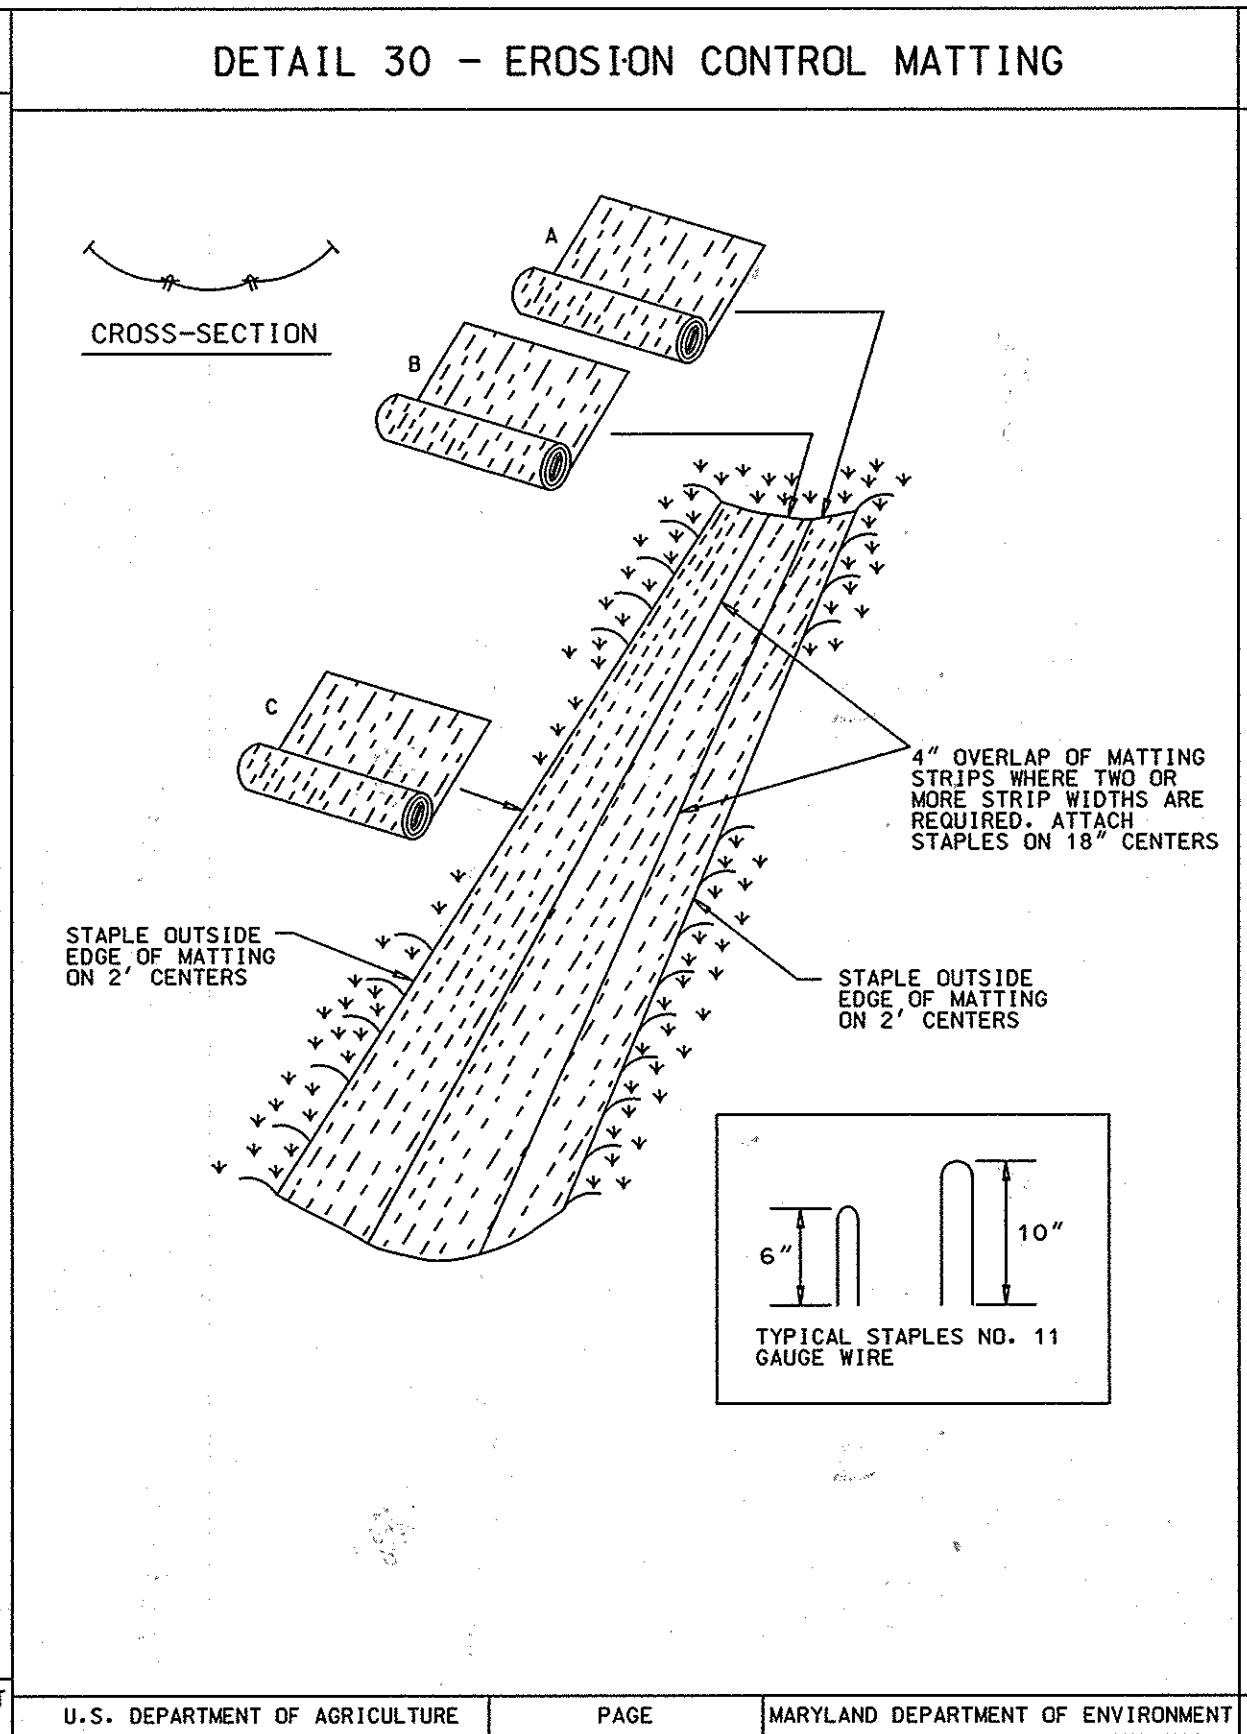 DETAIL 30 - EROSION CONTROL MATTING
CROSS-SECTION
A
B
C
4" OVERLAP OF MATTING
STRIPS WHERE TWO OR
MORE STRIP WIDTHS ARE
REQUIRED. ATTACH
STAPLES ON 18" CENTERS
STAPLE OUTSIDE
EDGE OF MATTING
ON 2' CENTERS
STAPLE OUTSIDE
EDGE OF MATTING
ON 2' CENTERS
6"
10"
TYPICAL STAPLES NO. 11
GAUGE WIRE
T
U.S. DEPARTMENT OF AGRICULTURE
PAGE
MARYLAND DEPARTMENT OF ENVIRONMENT